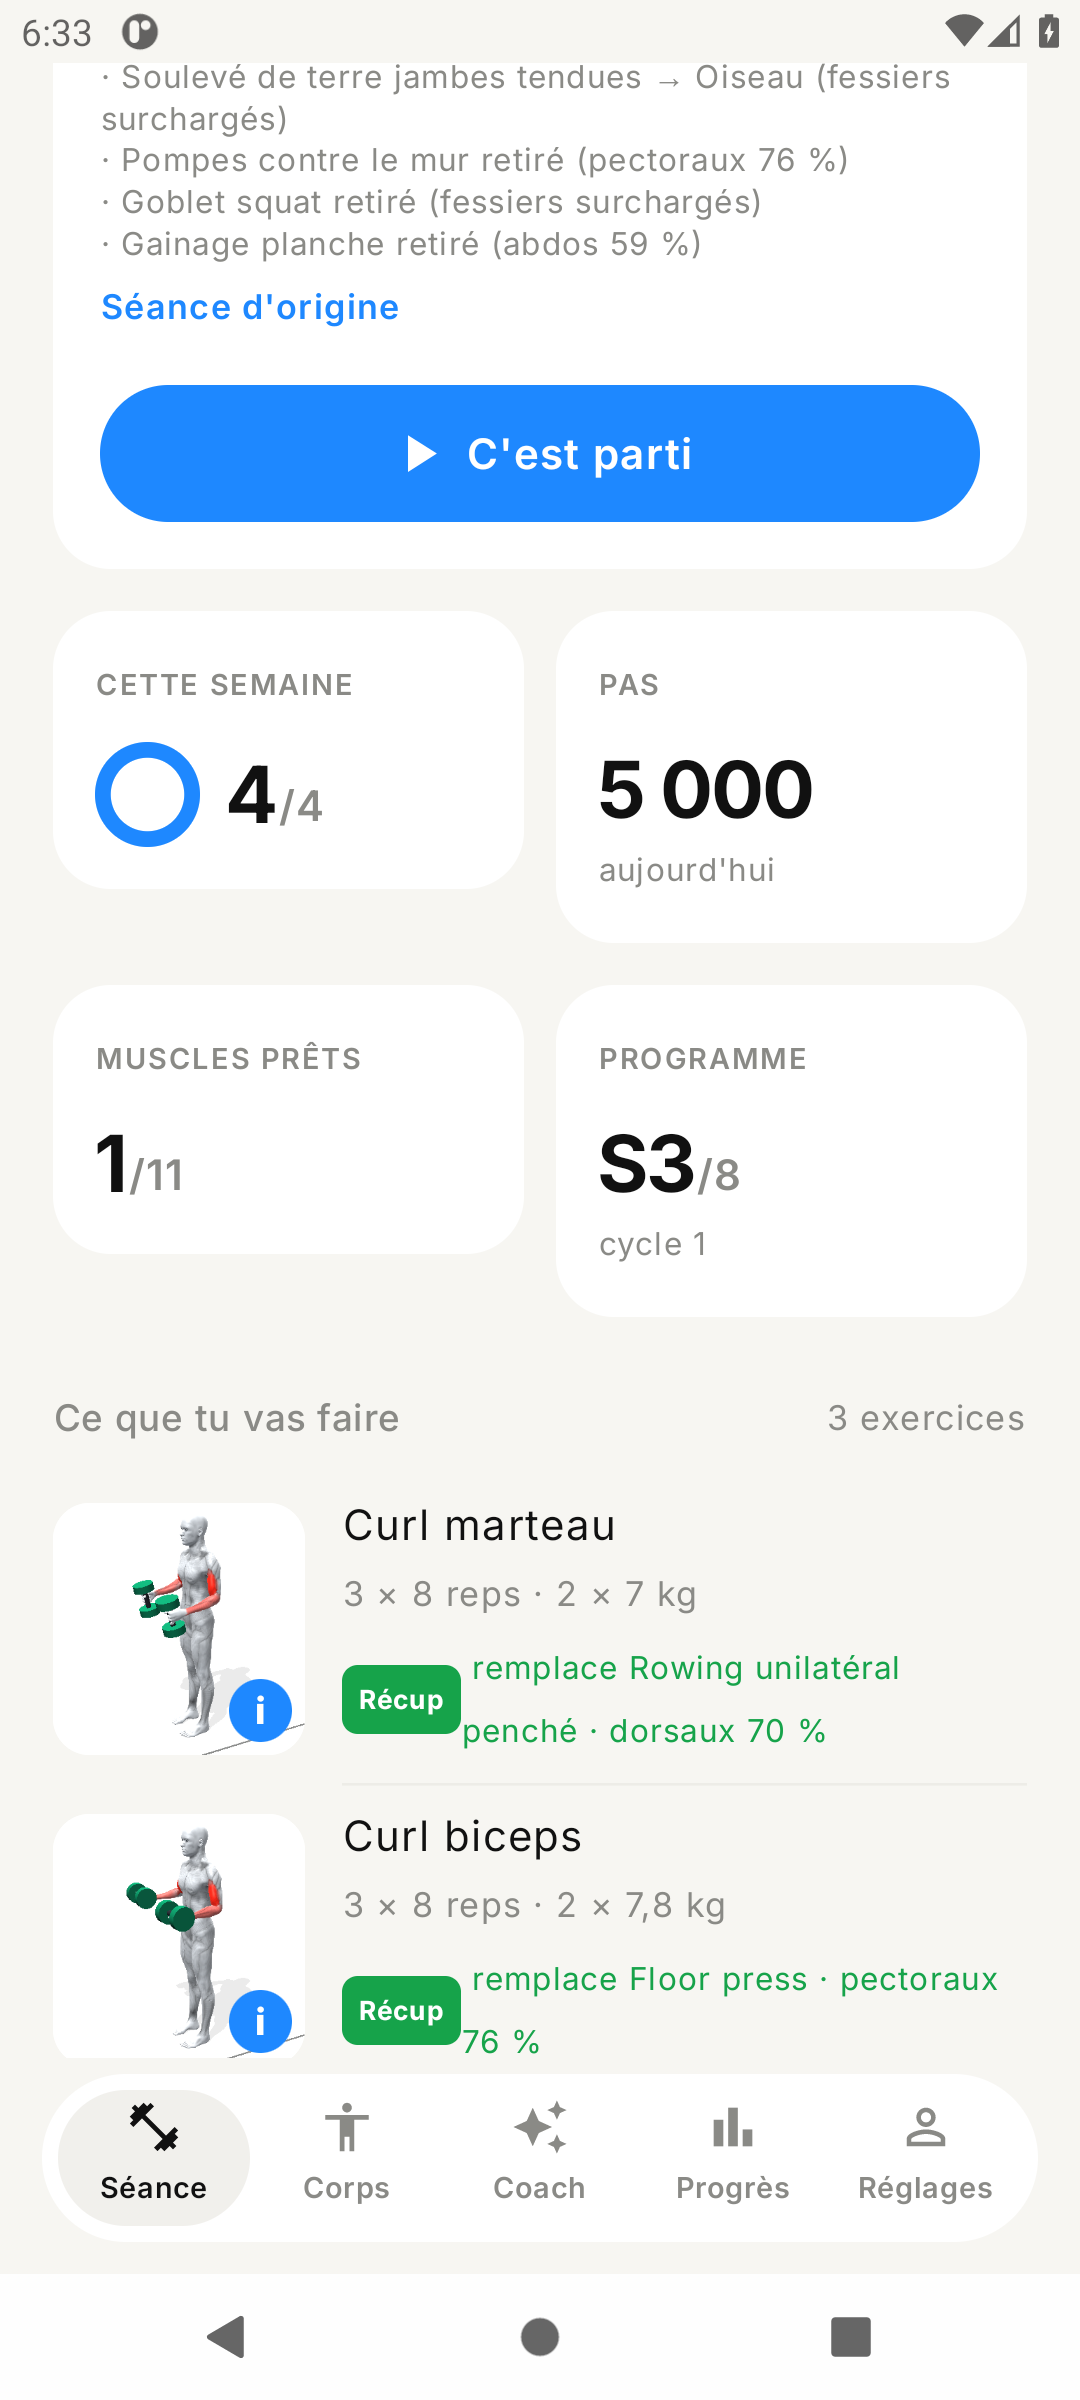 6:33
· Soulevé de terre jambes tendues → Oiseau (fessiers
surchargés)
· Pompes contre le mur retiré (pectoraux 76 %)
· Goblet squat retiré (fessiers surchargés)
· Gainage planche retiré (abdos 59 %)
Séance d'origine
C'est parti
CETTE SEMAINE
4/4
PAS
5 000
aujourd'hui
MUSCLES PRÊTS
1/11
PROGRAMME
S3/8
cycle 1
Ce que tu vas faire
3 exercices
Curl marteau
3 × 8 reps · 2 × 7 kg
Récup remplace Rowing unilatéral
penché · dorsaux 70 %
i
Curl biceps
3 × 8 reps · 2 × 7,8 kg
Récup remplace Floor press · pectoraux
76 %
i
Séance
Corps
Coach
Progrès
Réglages